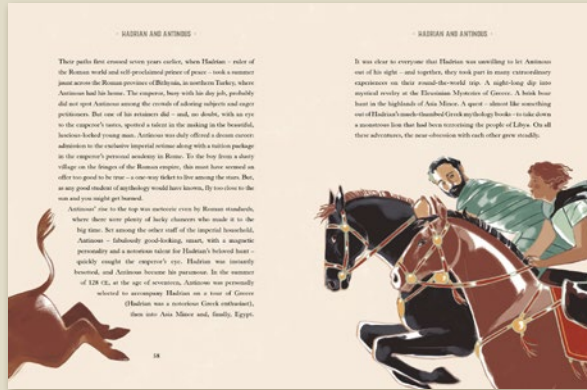 · HADRIAN AND ANTINOUS ·
Their paths first crossed seven years earlier, when Hadrian – ruler of
the Roman world and self-proclaimed prince of peace – took a summer
jaunt across the Roman province of Bithynia, in northern Turkey, where
Antinous had his home. The emperor, busy with his day job, probably
did not spot Antinous among the crowds of adoring subjects and eager
petitioners. But one of his retainers did – and, no doubt, with an eye
to the emperor's tastes, spotted a talent in the making in the beautiful,
luscious-locked young man. Antinous was duly offered a dream career:
admission to the exclusive imperial retinue along with a tuition package
in the emperor's personal academy in Rome. To the boy from a dusty
village on the fringes of the Roman empire, this must have seemed an
offer too good to be true – a one-way ticket to live among the stars. But,
as any good student of mythology would have known, fly too close to the
sun and you might get burned.
Antinous' rise to the top was meteoric even by Roman standards,
where there were plenty of lucky chancers who made it to the
big time. Set among the other staff of the imperial household,
Antinous – fabulously good-looking, smart, with a magnetic
personality and a notorious talent for Hadrian's beloved hunt –
quickly caught the emperor's eye. Hadrian was instantly
besotted, and Antinous became his paramour. In the summer
of 128 CE, at the age of seventeen, Antinous was personally
selected to accompany Hadrian on a tour of Greece
(Hadrian was a notorious Greek enthusiast),
then into Asia Minor and, finally, Egypt.
18
· HADRIAN AND ANTINOUS ·
It was clear to everyone that Hadrian was unwilling to let Antinous
out of his sight – and together, they took part in many extraordinary
experiences on their round-the-world trip. A night-long dip into
mystical revelry at the Eleusinian Mysteries of Greece. A brisk bear
hunt in the highlands of Asia Minor. A quest – almost like something
out of Hadrian's much-thumbed Greek mythology books – to take down
a monstrous lion that had been terrorising the people of Libya. On all
these adventures, the near-obsession with each other grew steadily.